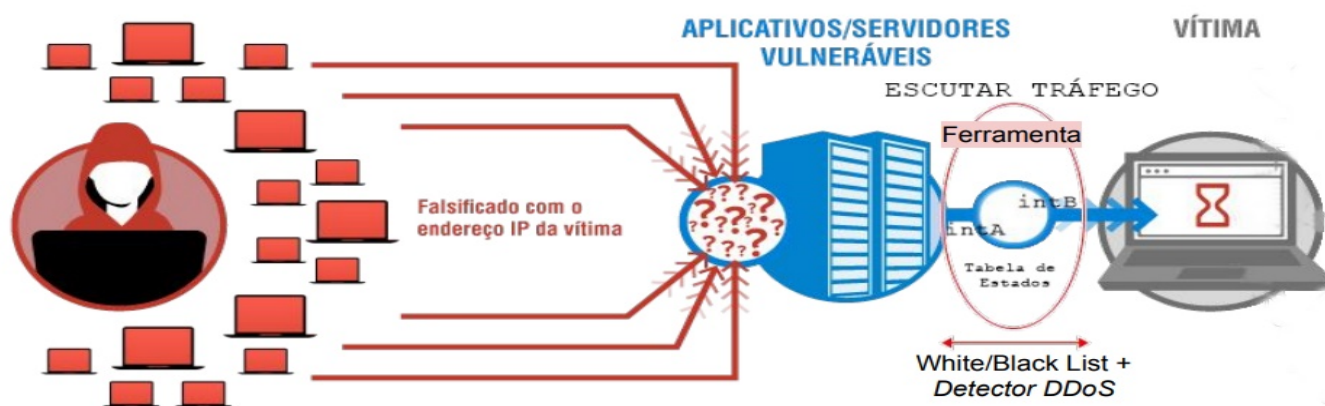 APLICATIVOS/SERVIDORES
VULNERÁVEIS
VÍTIMA
ESCUTAR TRÁFEGO
Ferramenta
Falsificado com o
endereço IP da vítima
? ? ? ? ? ? ? ? ? ? ? ? ? ? ? ? ? ?
intB
intA
Tabela de
Estados
White/Black List +
Detector DDoS